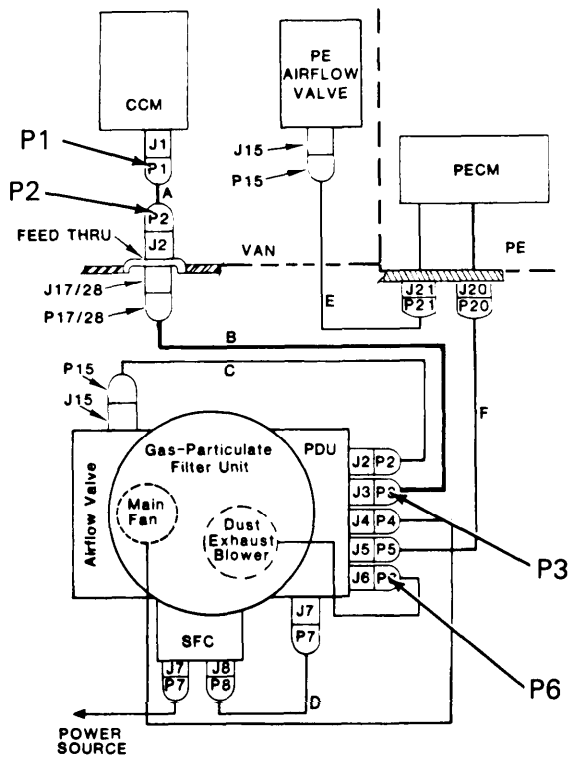 CCM
J1
P1
P1
A
P2
P2
J2
FEED THRU
J17/28
P17/28
PE
AIRFLOW
VALVE
J15
P15
PECM
VAN
PE
J21
P21
J20
P20
E
B
C
F
P15
J15
Gas-Particulate
Filter Unit
PDU
Airflow Valve
Main
Fan
Dust
Exhaust
Blower
J2 P2
J3 P3
J4 P4
J5 P5
J6 P6
P3
P6
SFC
J7
P7
J7
P7
J8
P8
D
POWER
SOURCE